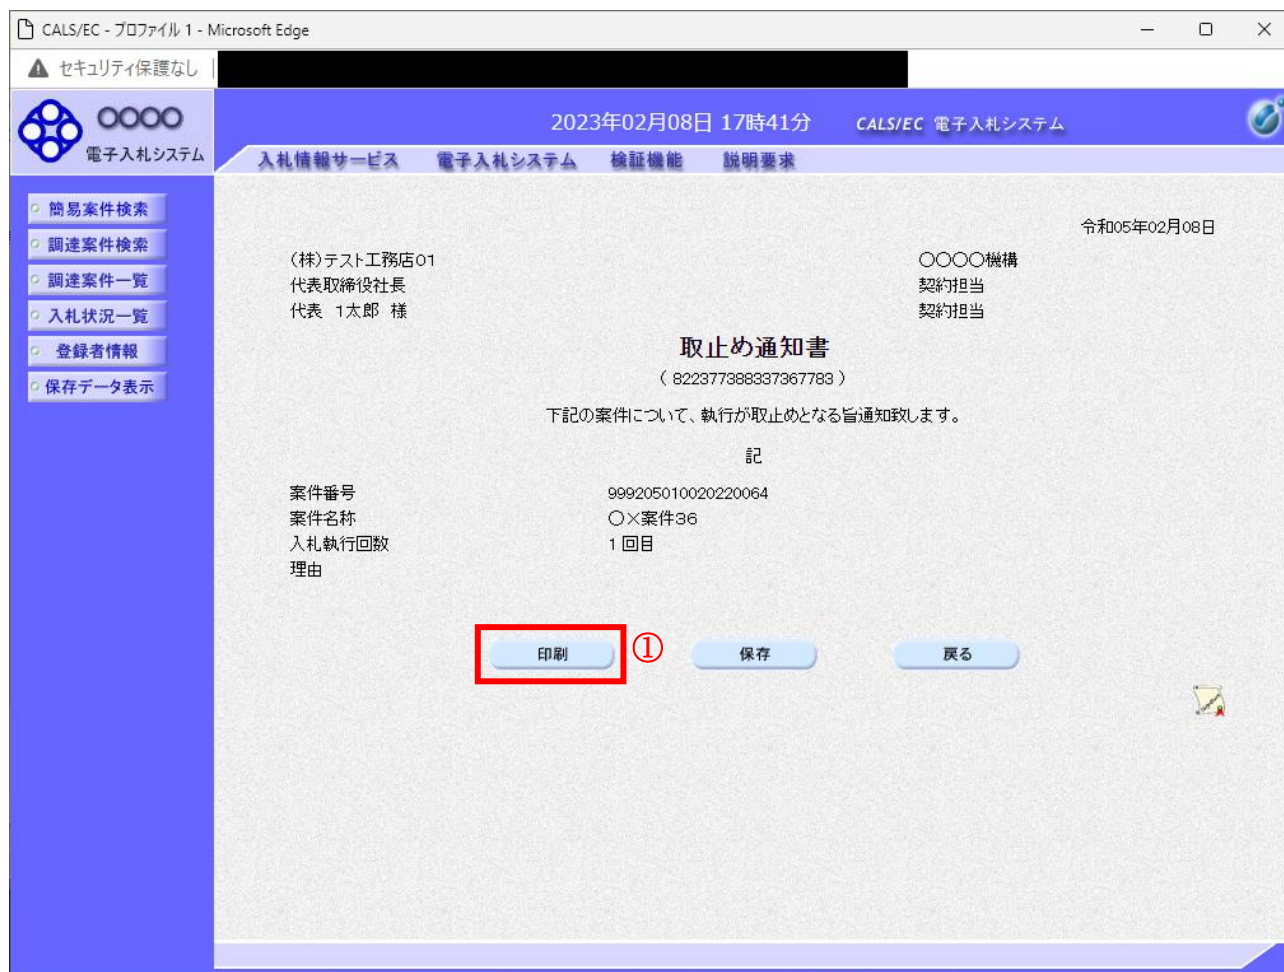 CALS/EC - プロファイル 1 - Microsoft Edge
セキュリティ保護なし
〇〇〇〇
電子入札システム
2023年02月08日 17時41分
CALS/EC 電子入札システム
入札情報サービス 電子入札システム 検証機能 説明要求
簡易案件検索
調達案件検索
調達案件一覧
入札状況一覧
登録者情報
保存データ表示
令和05年02月08日
(株)テスト工務店01
代表取締役社長
代表 1太郎 様
〇〇〇〇機構
契約担当
契約担当
取止め通知書
( 822377388337367783 )
下記の案件について、執行が取止めとなる旨通知致します。
記
案件番号 999205010020220064
案件名称 〇×案件36
入札執行回数 1 回目
理由
印刷 ① 保存 戻る